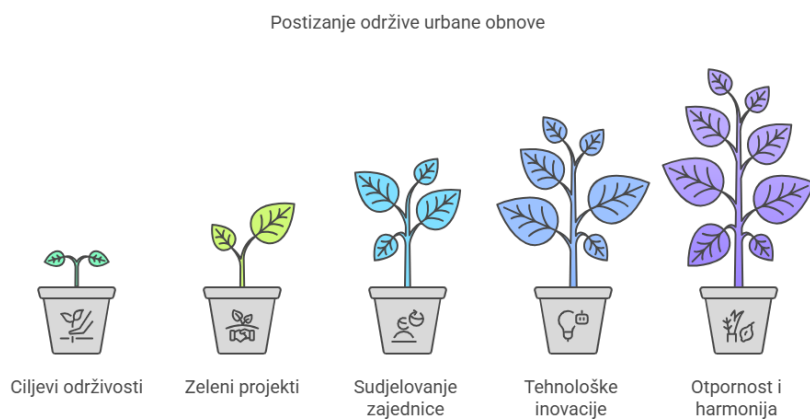 Postizanje održive urbane obnove
Ciljevi održivosti
Zeleni projekti
Sudjelovanje
zajednice
Tehnološke
inovacije
Otpornost i
harmonija